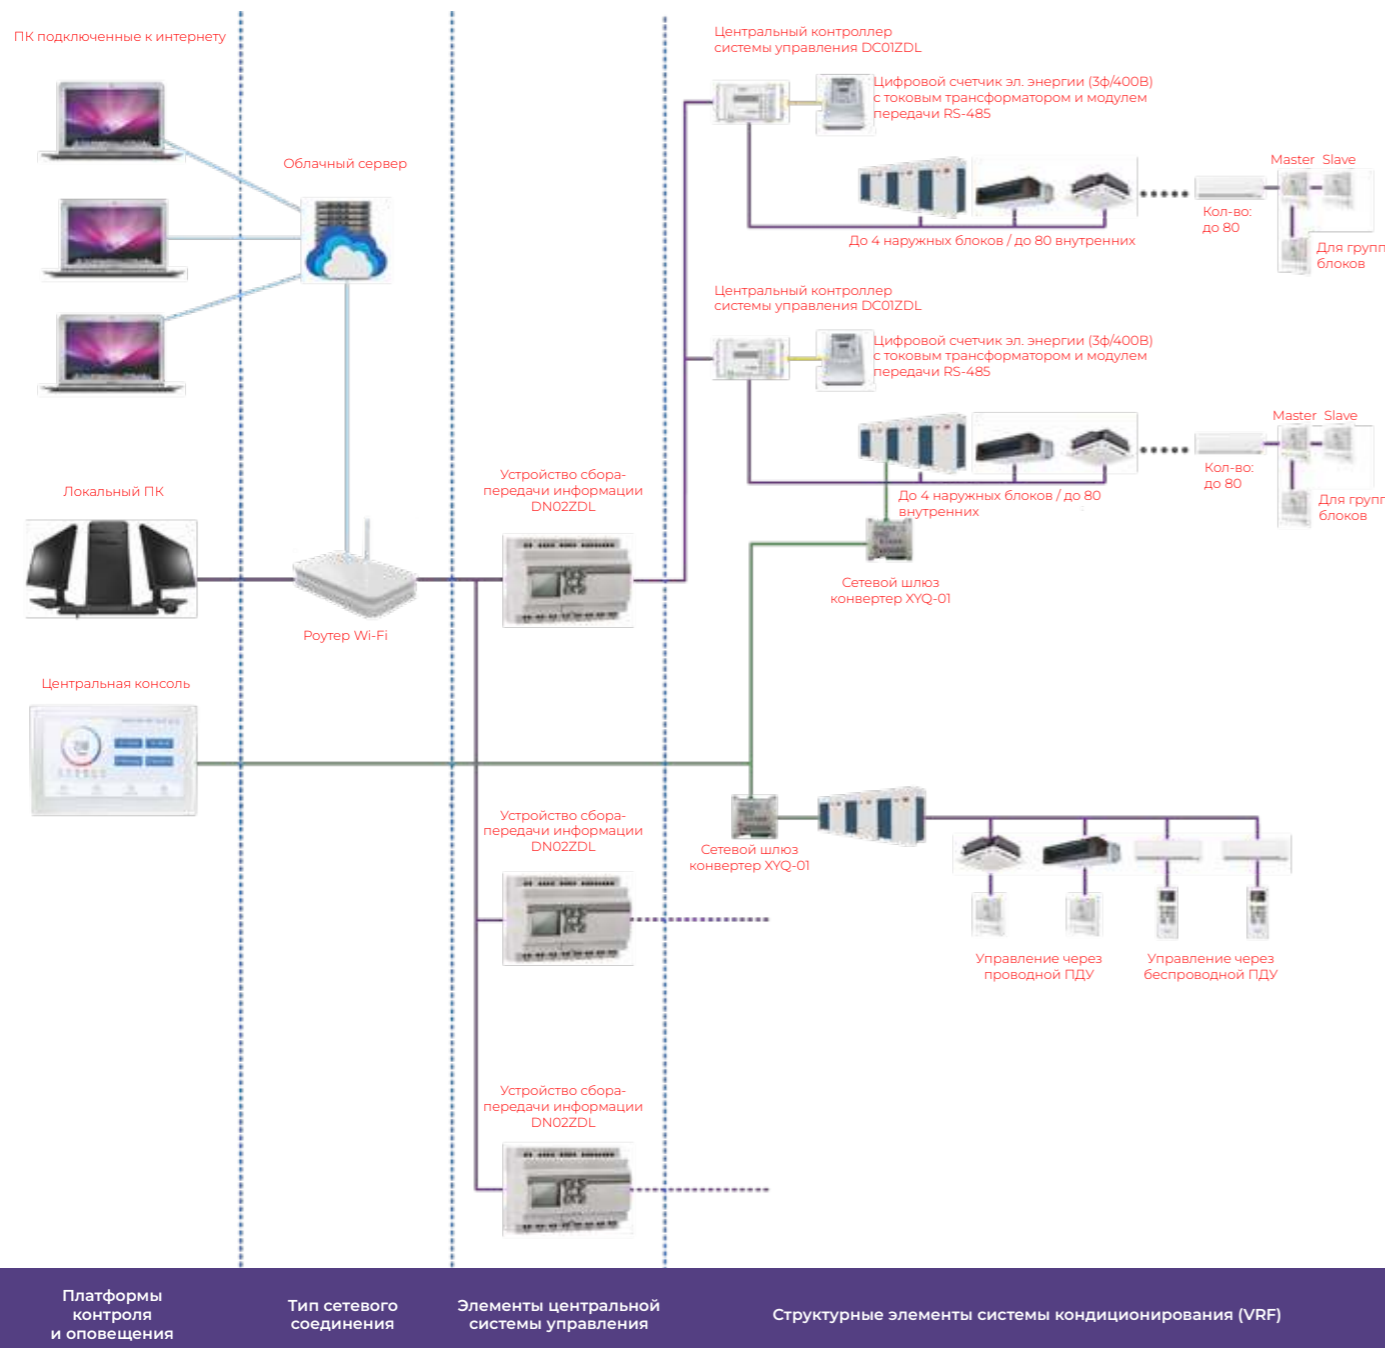 ПК подключенные к интернету
Облачный сервер
Локальный ПК
Роутер Wi-Fi
Центральная консоль
Устройство сбора-
передачи информации
DN02ZDL
Устройство сбора-
передачи информации
DN02ZDL
Устройство сбора-
передачи информации
DN02ZDL
Центральный контроллер
системы управления DC01ZDL
Цифровой счетчик эл. энергии (3ф/400В)
с токовым трансформатором и модулем
передачи RS-485
Master Slave
Кол-во:
до 80
До 4 наружных блоков / до 80 внутренних
Для групп
блоков
Центральный контроллер
системы управления DC01ZDL
Цифровой счетчик эл. энергии (3ф/400В)
с токовым трансформатором и модулем
передачи RS-485
Master Slave
Кол-во:
до 80
До 4 наружных блоков / до 80
внутренних
Для групп
блоков
Сетевой шлюз
конвертер XYQ-01
Сетевой шлюз
конвертер XYQ-01
Управление через
проводной ПДУ
Управление через
беспроводной ПДУ
Платформы
контроля
и оповещения
Тип сетевого
соединения
Элементы центральной
системы управления
Структурные элементы системы кондиционирования (VRF)